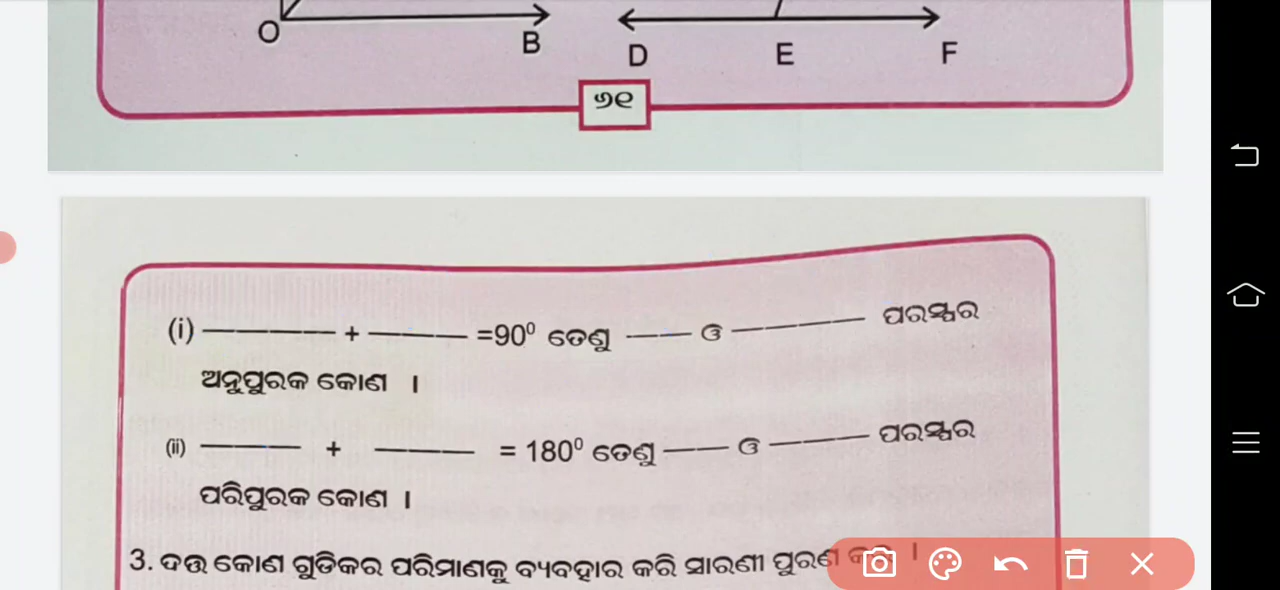 O B D E F
୬୧
(i) ———— + ———— =90⁰ ତେଣୁ —— ଓ ———— ପରସ୍ପର
ଅନୁପୁରକ କୋଣ ।
(ii) ———— + ———— = 180⁰ ତେଣୁ —— ଓ ———— ପରସ୍ପର
ପରିପୁରକ କୋଣ ।
3. ଦତ୍ତ କୋଣ ଗୁଡିକର ପରିମାଣକୁ ବ୍ୟବହାର କରି ସାରଣୀ ପୁରଣ ।